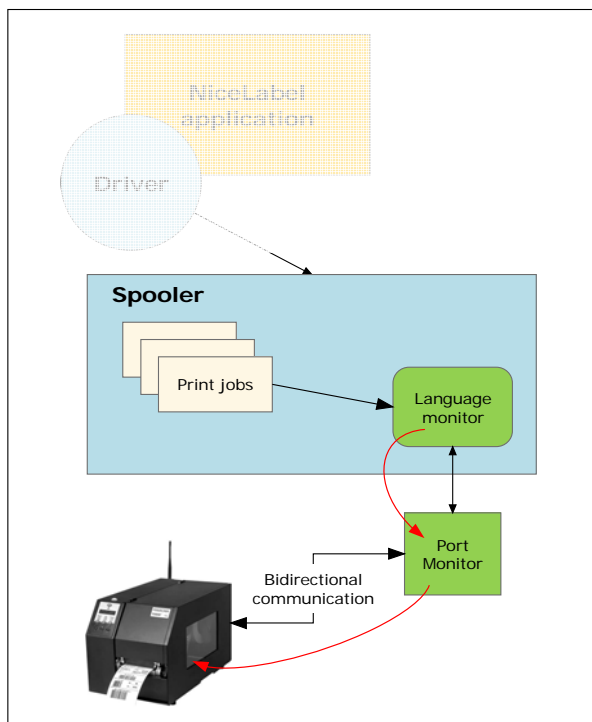 NiceLabel
application
Driver
Spooler
Print jobs
Language
monitor
Port
Monitor
Bidirectional
communication